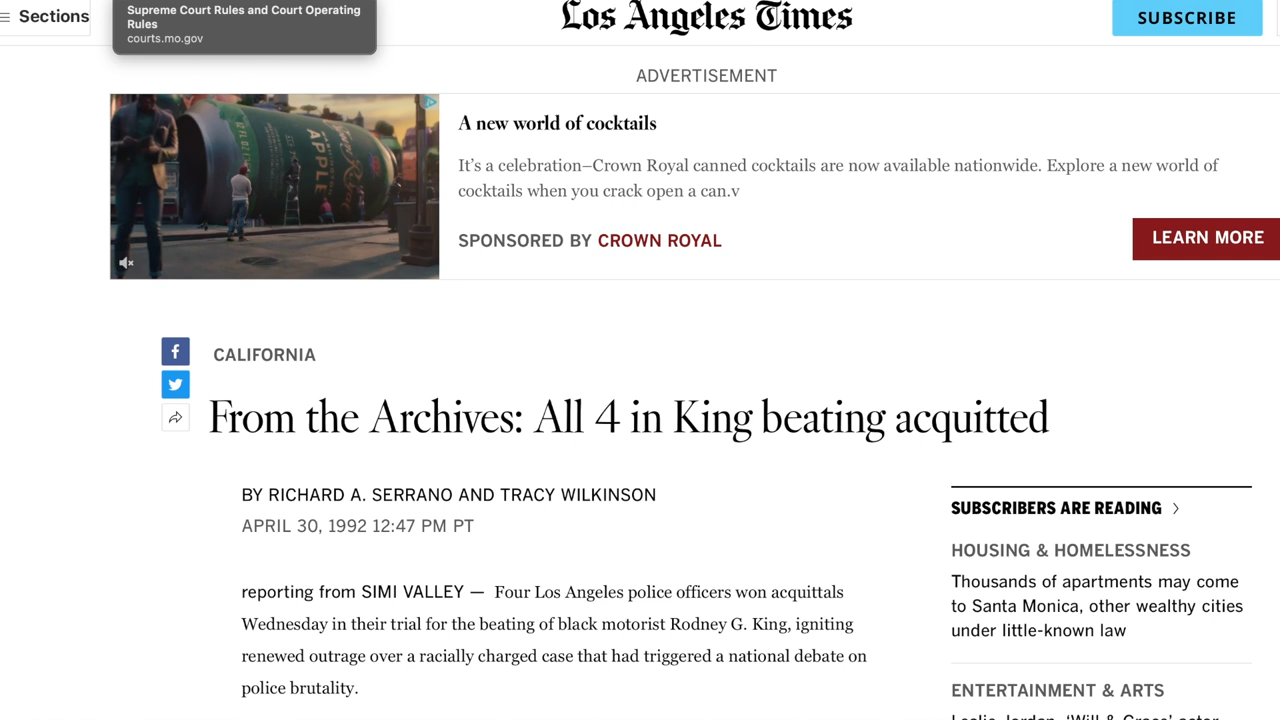 Sections
Supreme Court Rules and Court Operating
Rules
courts.mo.gov
Los Angeles Times
SUBSCRIBE
ADVERTISEMENT
APPLE
A new world of cocktails
It’s a celebration–Crown Royal canned cocktails are now available nationwide. Explore a new world of
cocktails when you crack open a can.v
SPONSORED BY CROWN ROYAL
LEARN MORE
CALIFORNIA
From the Archives: All 4 in King beating acquitted
BY RICHARD A. SERRANO AND TRACY WILKINSON
APRIL 30, 1992 12:47 PM PT
reporting from SIMI VALLEY — Four Los Angeles police officers won acquittals
Wednesday in their trial for the beating of black motorist Rodney G. King, igniting
renewed outrage over a racially charged case that had triggered a national debate on
police brutality.
SUBSCRIBERS ARE READING
HOUSING & HOMELESSNESS
Thousands of apartments may come
to Santa Monica, other wealthy cities
under little-known law
ENTERTAINMENT & ARTS
Leslie Jordan, ‘Will & Grace’ actor